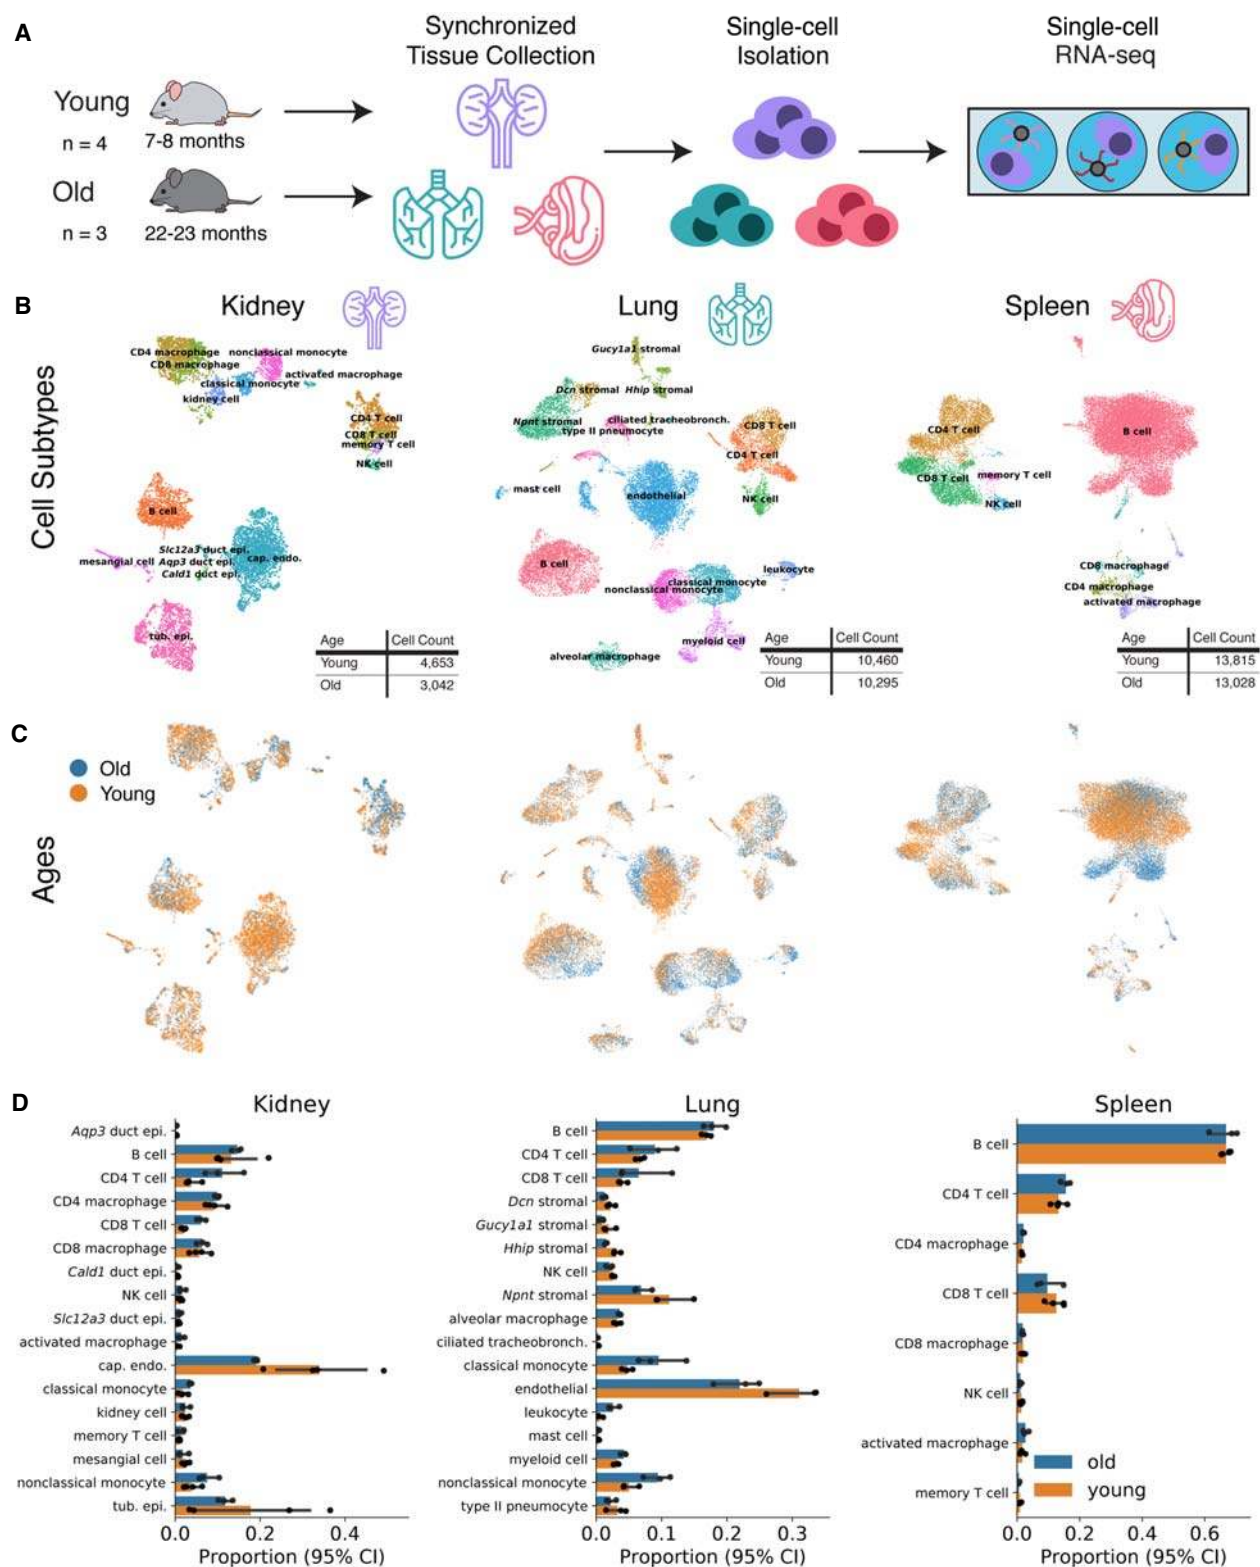 A
Synchronized
Tissue Collection
Single-cell
Isolation
Single-cell
RNA-seq
Young
n = 4
7-8 months
Old
n = 3
22-23 months
B
Kidney
Lung
Spleen
Cell Subtypes
CD4 macrophage
nonclassical monocyte
CD8 macrophage
activated macrophage
classical monocyte
kidney cell
CD4 T cell
CD8 T cell
memory T cell
NK cell
B cell
Slc12a3 duct epi.
mesangial cell
Aqp3 duct epi.
cap. endo.
Cald1 duct epi.
tub. epi.
Age Cell Count
Young 4,653
Old 3,042
Gucy1a1 stromal
Dcn stromal
Hhip stromal
Npnt stromal
ciliated tracheobronch.
type II pneumocyte
CD8 T cell
CD4 T cell
mast cell
endothelial
NK cell
B cell
leukocyte
classical monocyte
nonclassical monocyte
myeloid cell
alveolar macrophage
Age Cell Count
Young 10,460
Old 10,295
CD4 T cell
B cell
CD8 T cell
memory T cell
NK cell
CD8 macrophage
CD4 macrophage
activated macrophage
Age Cell Count
Young 13,815
Old 13,028
C
Old
Young
Ages
D
Kidney
Aqp3 duct epi.
B cell
CD4 T cell
CD4 macrophage
CD8 T cell
CD8 macrophage
Cald1 duct epi.
NK cell
Slc12a3 duct epi.
activated macrophage
cap. endo.
classical monocyte
kidney cell
memory T cell
mesangial cell
nonclassical monocyte
tub. epi.
0.0 0.2 0.4
Proportion (95% CI)
Lung
B cell
CD4 T cell
CD8 T cell
Dcn stromal
Gucy1a1 stromal
Hhip stromal
NK cell
Npnt stromal
alveolar macrophage
ciliated tracheobronch.
classical monocyte
endothelial
leukocyte
mast cell
myeloid cell
nonclassical monocyte
type II pneumocyte
0.0 0.1 0.2 0.3
Proportion (95% CI)
Spleen
B cell
CD4 T cell
CD4 macrophage
CD8 T cell
CD8 macrophage
NK cell
activated macrophage
memory T cell
old
young
0.0 0.2 0.4 0.6
Proportion (95% CI)